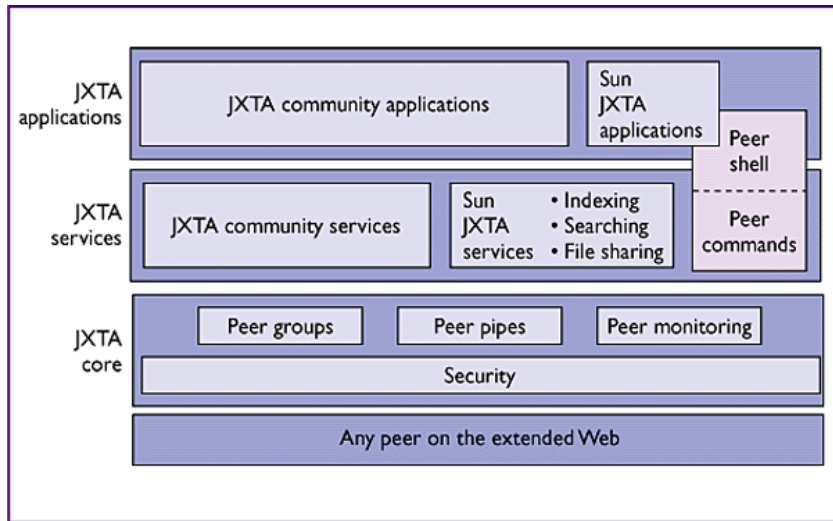 JXTA
applications
JXTA community applications
Sun
JXTA
applications
Peer
shell
JXTA
services
JXTA community services
Sun
JXTA
services
• Indexing
• Searching
• File sharing
Peer
commands
JXTA
core
Peer groups
Peer pipes
Peer monitoring
Security
Any peer on the extended Web